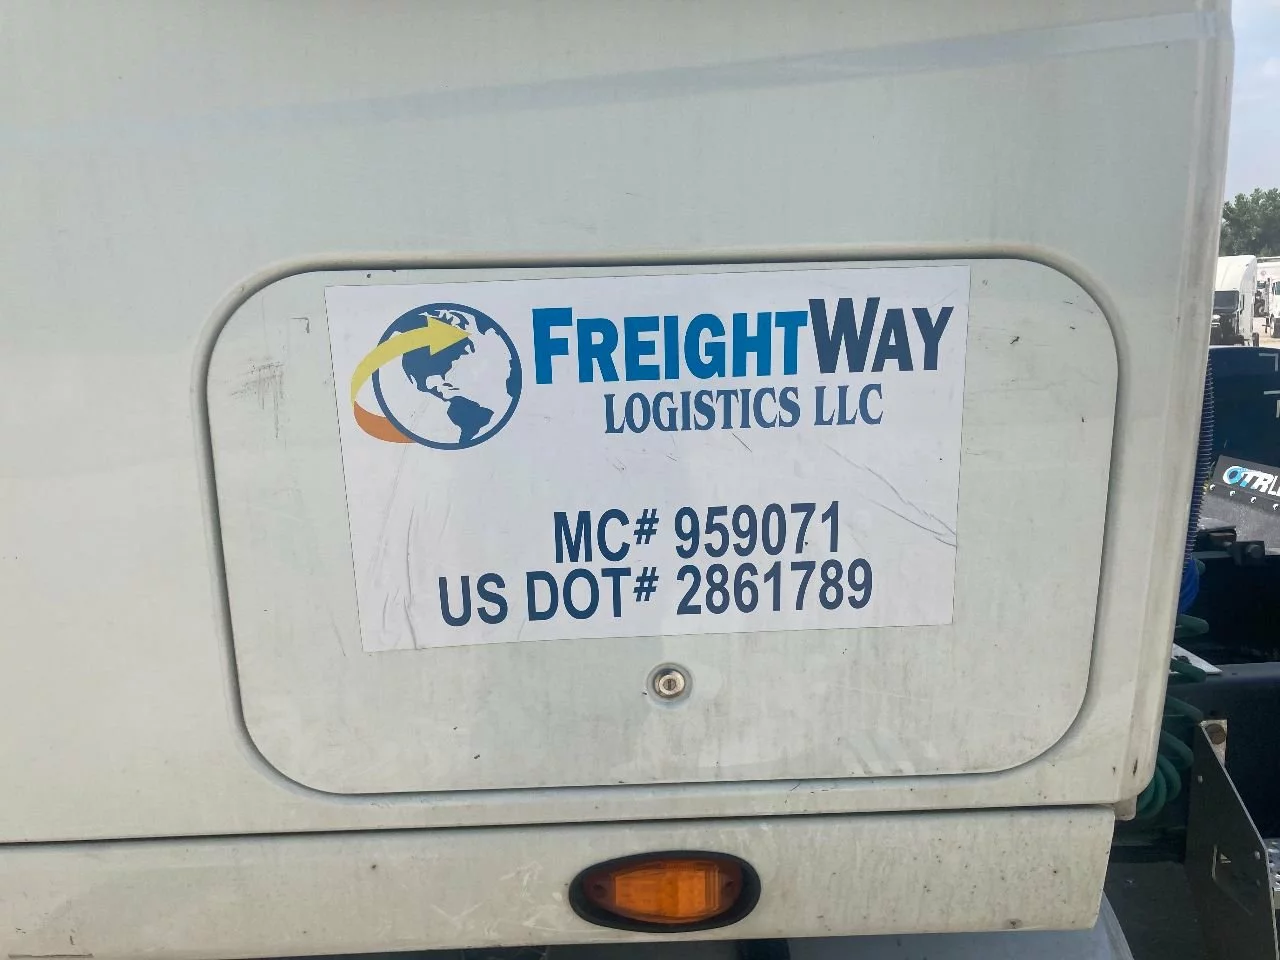 FREIGHTWAY
LOGISTICS LLC
MC# 959071
US DOT# 2861789